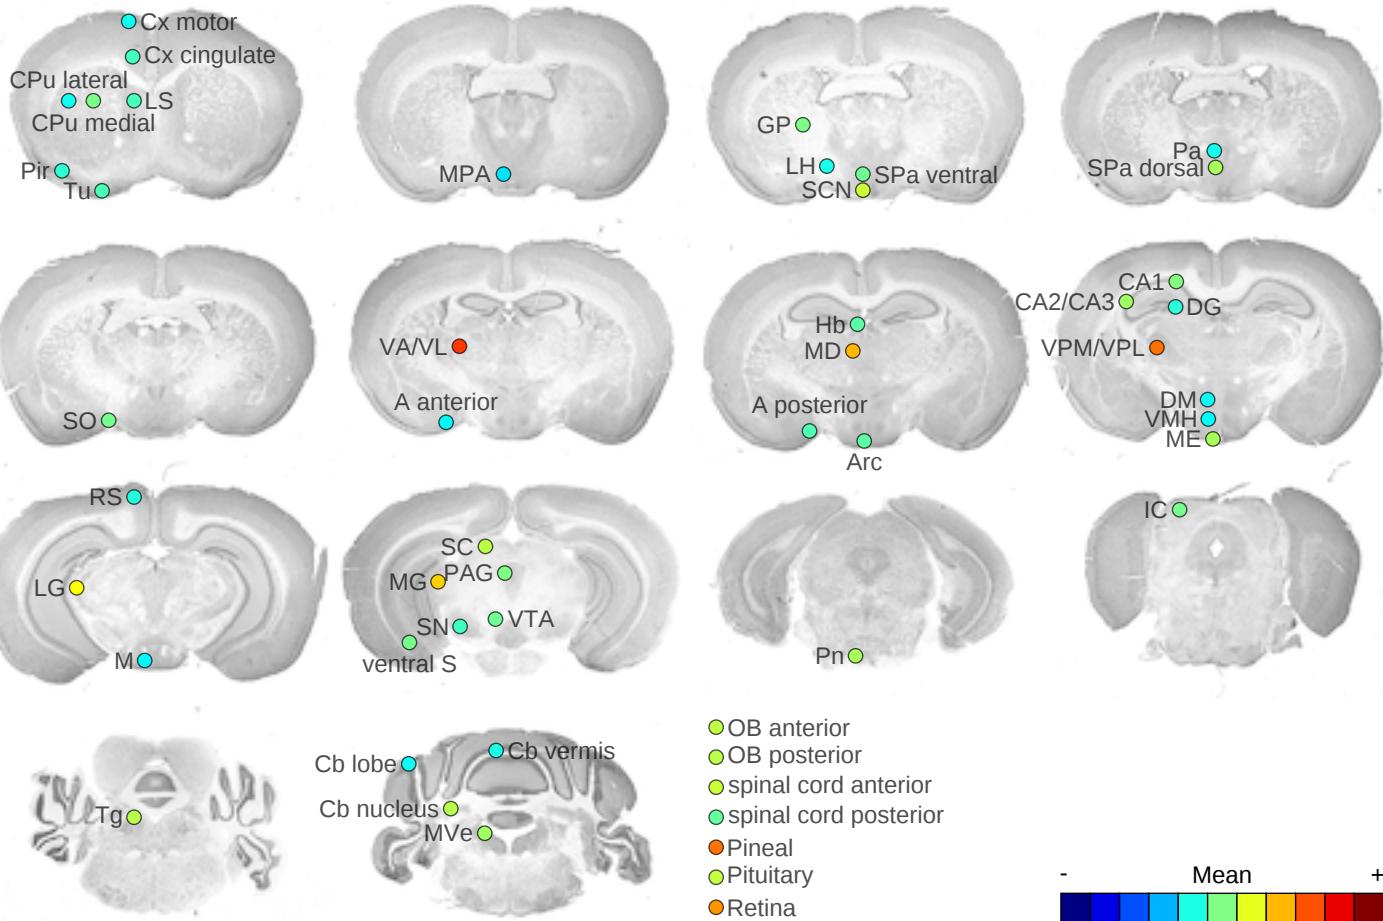 Cx motor
Cx cingulate
CPu lateral
LS
CPu medial
Pir
Tu
MPA
GP
LH
SPa ventral
SCN
Pa
SPa dorsal
SO
VA/VL
A anterior
Hb
MD
A posterior
Arc
CA1
CA2/CA3
DG
VPM/VPL
DM
VMH
ME
RS
LG
M
SC
MG
PAG
SN
VTA
ventral S
Pn
IC
Tg
Cb lobe
Cb vermis
Cb nucleus
MVe
OB anterior
OB posterior
spinal cord anterior
spinal cord posterior
Pineal
Pituitary
Retina
- Mean +